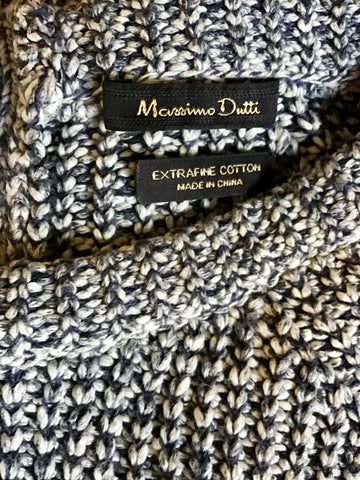 Massimo Dutti
EXTRAFINE COTTON
MADE IN CHINA